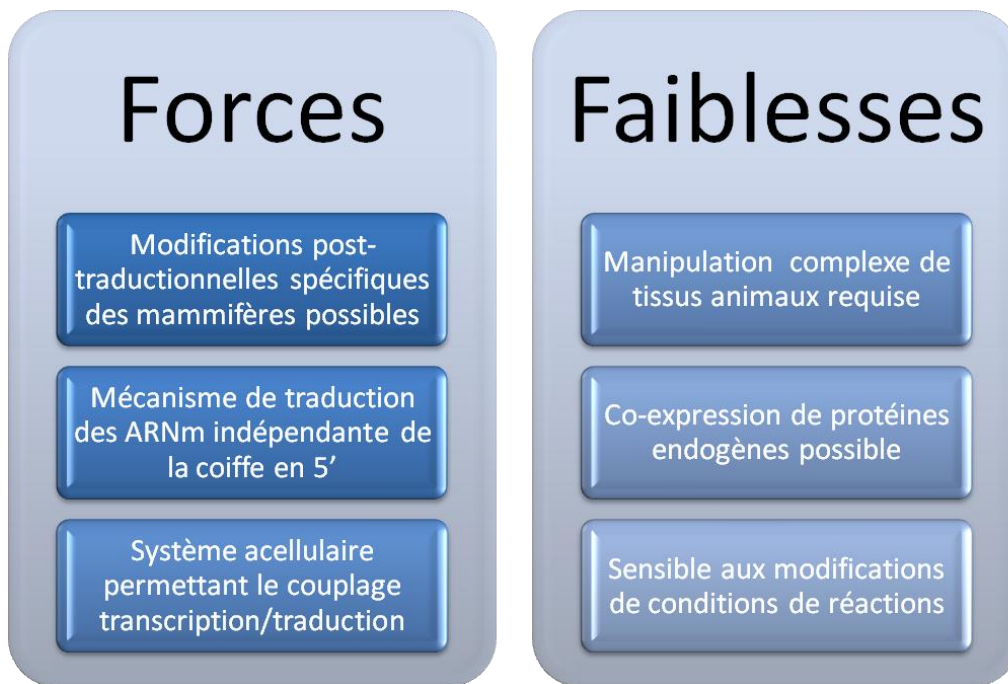 Forces
Modifications post-
traductionnelles spécifiques
des mammifères possibles
Mécanisme de traduction
des ARNm indépendante de
la coiffe en 5’
Système acellulaire
permettant le couplage
transcription/traduction
Faiblesses
Manipulation complexe de
tissus animaux requise
Co-expression de protéines
endogènes possible
Sensible aux modifications
de conditions de réactions